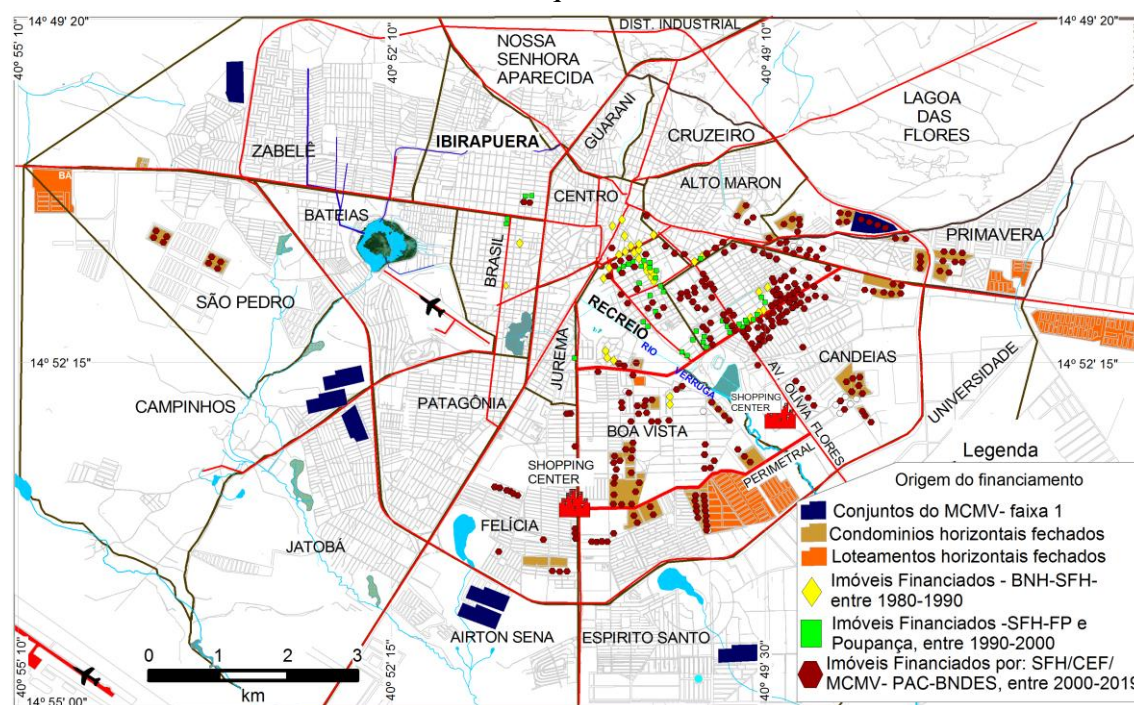 14º 49' 20"
40º 55' 10"
40º 52' 10"
DIST. INDUSTRIAL
40º 49' 10"
14º 49' 20"
NOSSA
SENHORA
APARECIDA
LAGOA
DAS
FLORES
GUARANI
CRUZEIRO
IBIRAPUERA
ZABELÊ
CENTRO
ALTO MARON
BA
BATEIAS
BRASIL
PRIMAVERA
SÃO PEDRO
RECREIO
RIO
VERRUGA
14º 52' 15"
JUREMA
CANDEIAS
14º 52' 15"
UNIVERSIDADE
CAMPINHOS
PATAGÔNIA
AV. OLÍVIA FLORES
SHOPPING
CENTER
BOA VISTA
SHOPPING
CENTER
PERIMETRAL
FELÍCIA
JATOBÁ
AIRTON SENA
ESPIRITO SANTO
Legenda
Origem do financiamento
Conjuntos do MCMV- faixa 1
Condominios horizontais fechados
Loteamentos horizontais fechados
Imóveis Financiados - BNH-SFH-
entre 1980-1990
Imóveis Financiados -SFH-FP e
Poupança, entre 1990-2000
Imóveis Financiados por: SFH/CEF/
MCMV- PAC-BNDES, entre 2000-2019
40º 55' 10"
0 1 2 3
km
40º 52' 15"
40º 49' 30"
14º 55' 00"